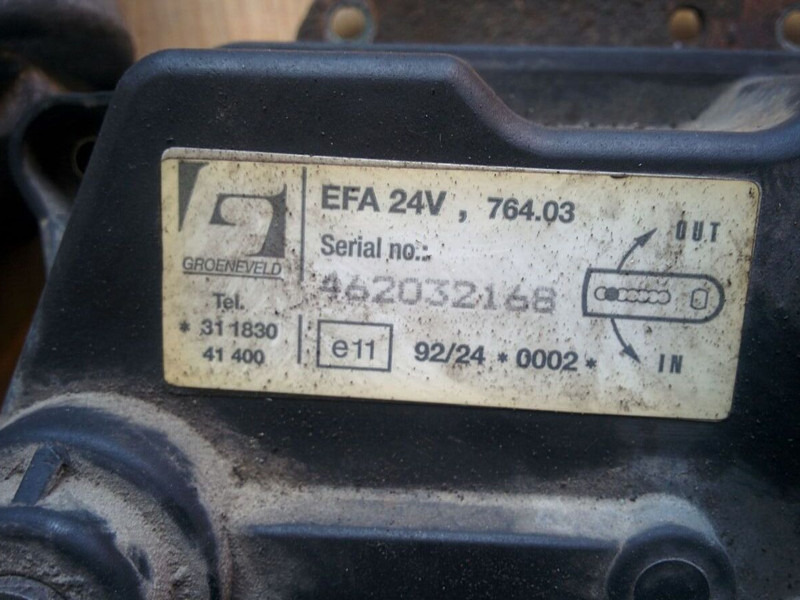 GROENEVELD
Tel.
* 31 1830
41 400
EFA 24V , 764.03
Serial no.:
462032168
e11 92/24 * 0002 *
OUT
IN